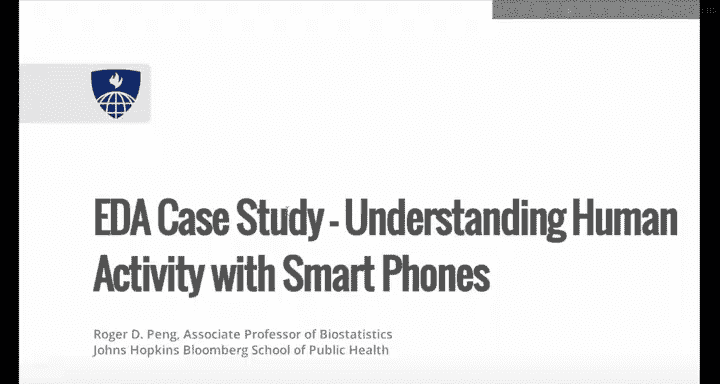 EDA Case Study - Understanding Human
Activity with Smart Phones
Roger D. Peng, Associate Professor of Biostatistics
Johns Hopkins Bloomberg School of Public Health